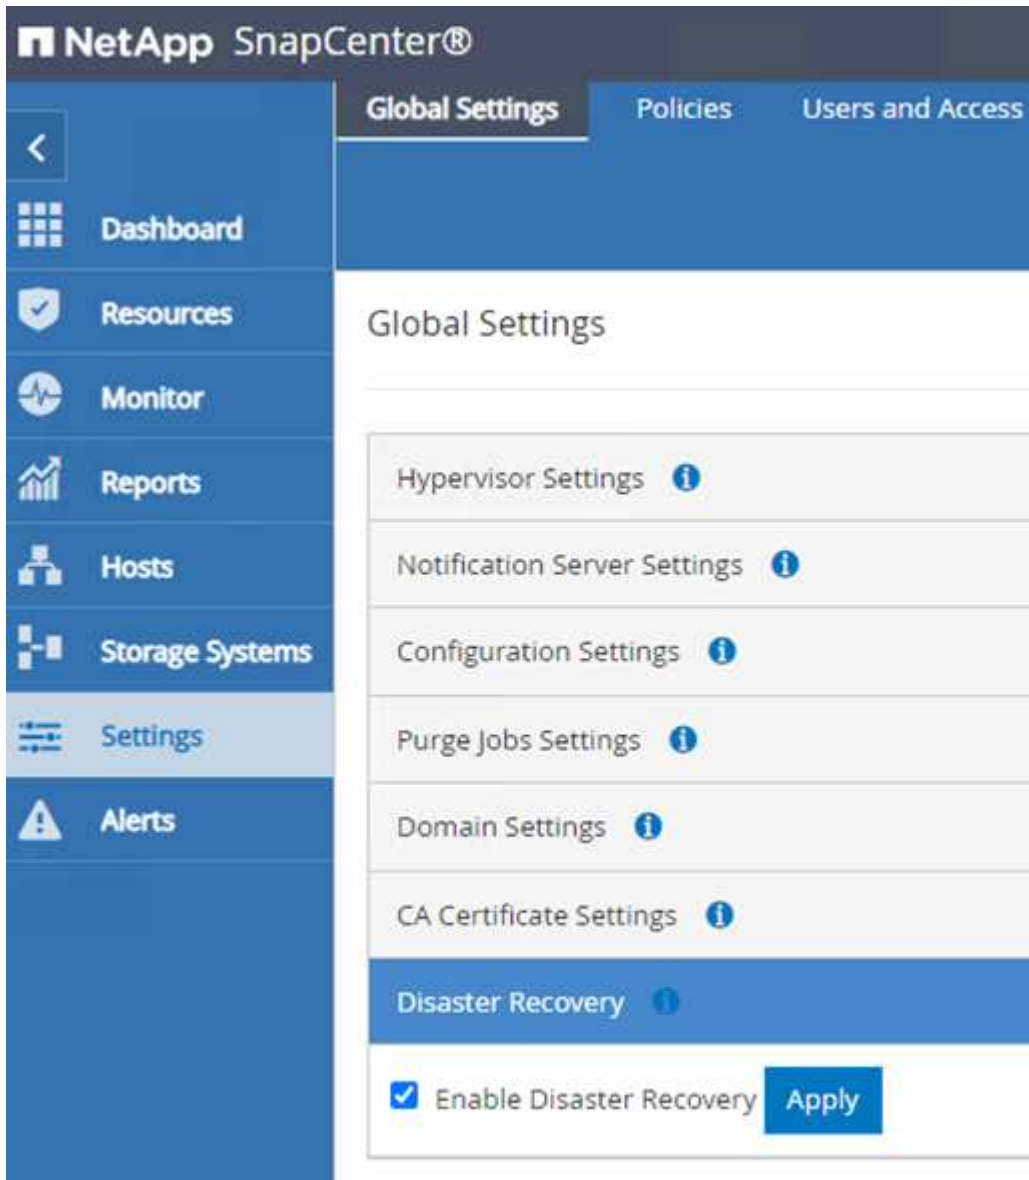 NetApp SnapCenter®
Global Settings Policies Users and Access
Dashboard
Resources
Monitor
Reports
Hosts
Storage Systems
Settings
Alerts
Global Settings
Hypervisor Settings
Notification Server Settings
Configuration Settings
Purge Jobs Settings
Domain Settings
CA Certificate Settings
Disaster Recovery
Enable Disaster Recovery Apply